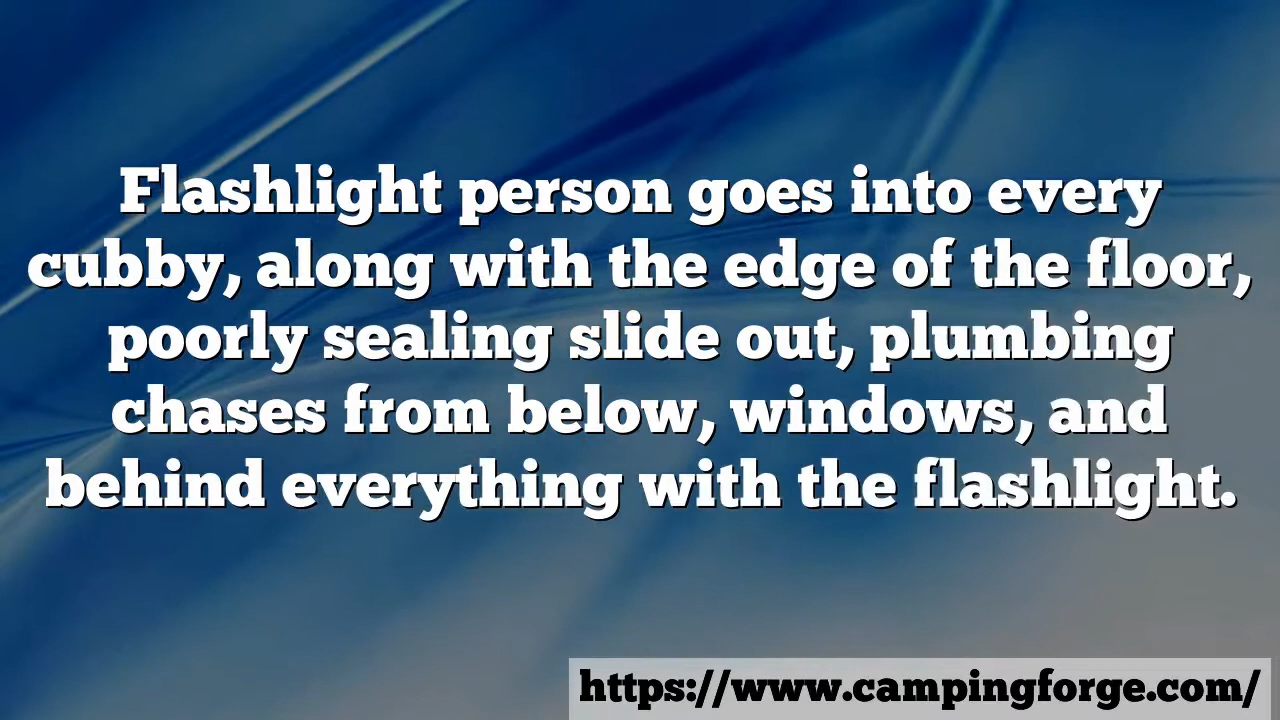 Flashlight person goes into every
cubby, along with the edge of the floor,
poorly sealing slide out, plumbing
chases from below, windows, and
behind everything with the flashlight.
https://www.campingforge.com/